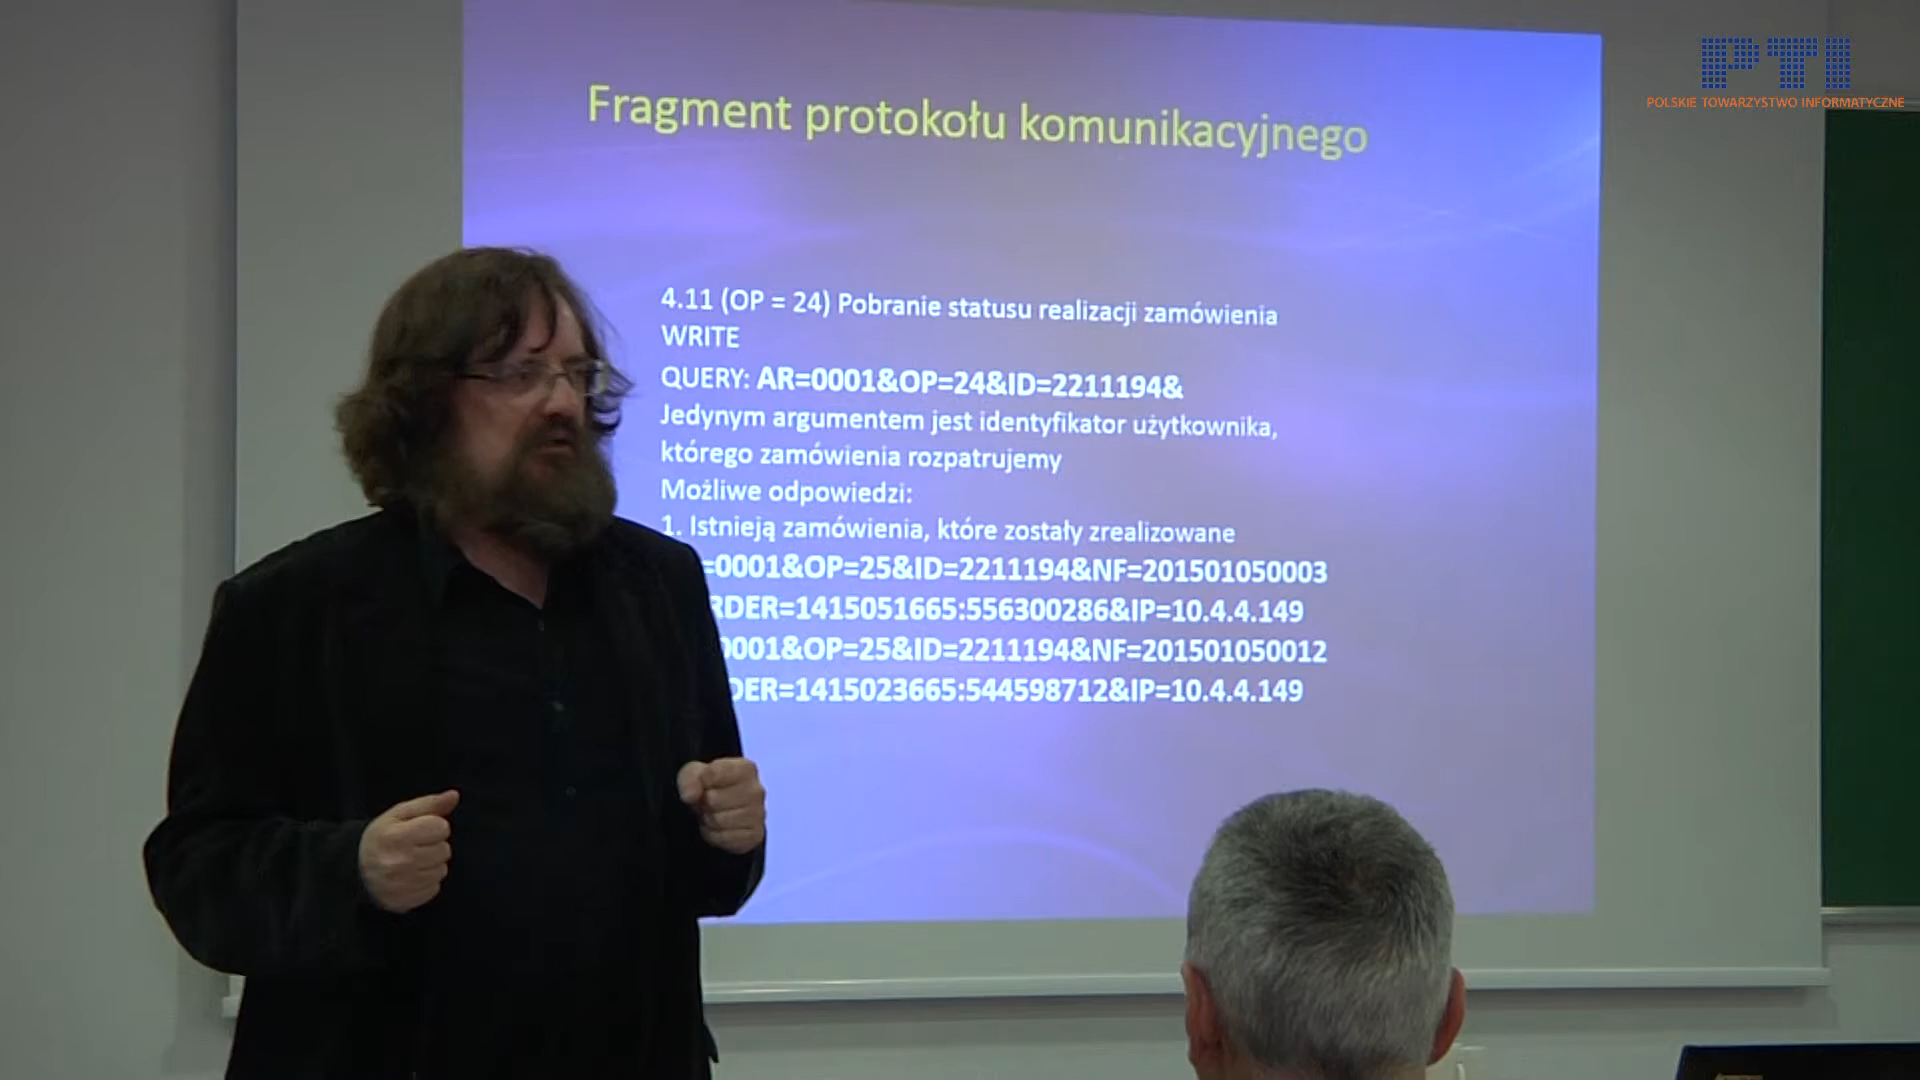 PTI
POLSKIE TOWARZYSTWO INFORMATYCZNE
Fragment protokołu komunikacyjnego
4.11 (OP = 24) Pobranie statusu realizacji zamówienia
WRITE
QUERY: AR=0001&OP=24&ID=2211194&
Jedynym argumentem jest identyfikator użytkownika,
którego zamówienia rozpatrujemy
Możliwe odpowiedzi:
1. Istnieją zamówienia, które zostały zrealizowane
=0001&OP=25&ID=2211194&NF=201501050003
RDER=1415051665:556300286&IP=10.4.4.149
001&OP=25&ID=2211194&NF=201501050012
DER=1415023665:544598712&IP=10.4.4.149